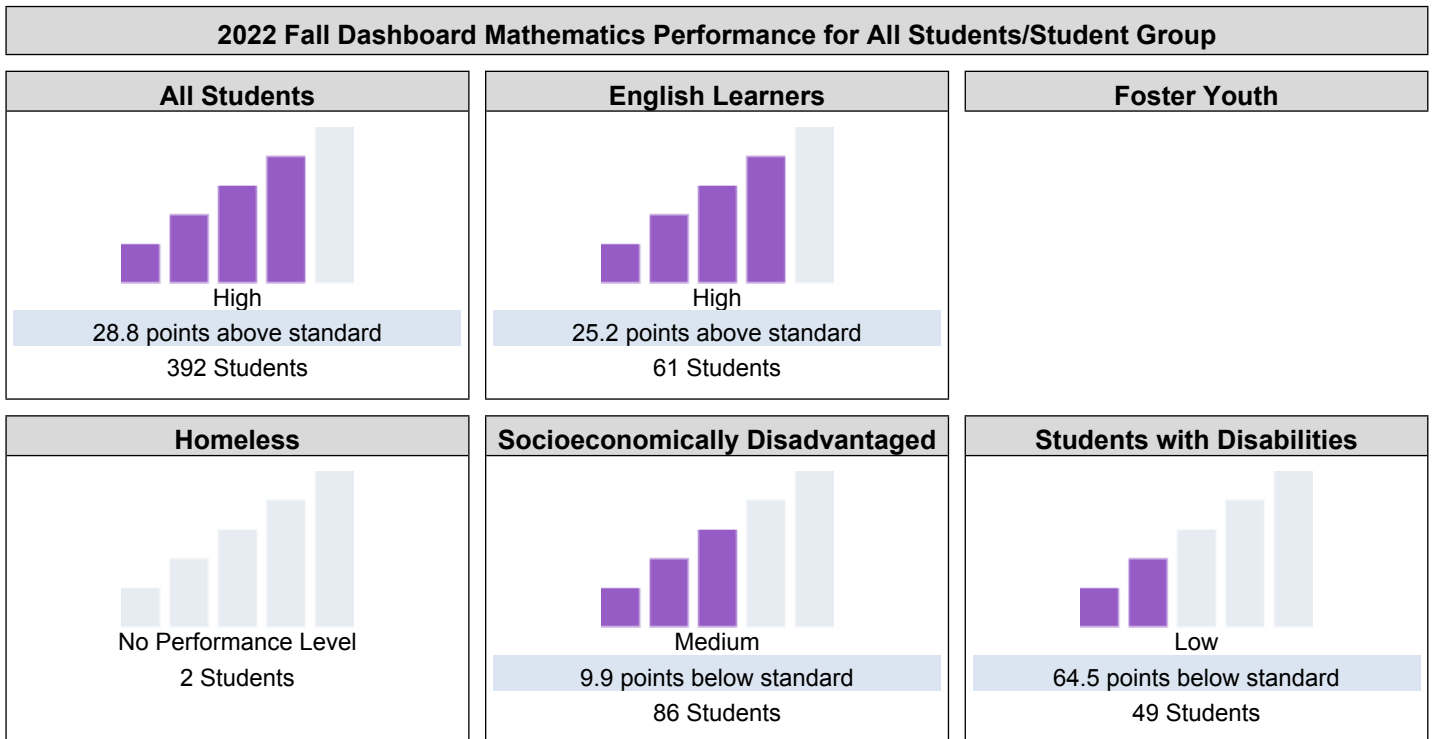 2022 Fall Dashboard Mathematics Performance for All Students/Student Group
All Students
High
28.8 points above standard
392 Students
English Learners
High
25.2 points above standard
61 Students
Foster Youth
Homeless
No Performance Level
2 Students
Socioeconomically Disadvantaged
Medium
9.9 points below standard
86 Students
Students with Disabilities
Low
64.5 points below standard
49 Students